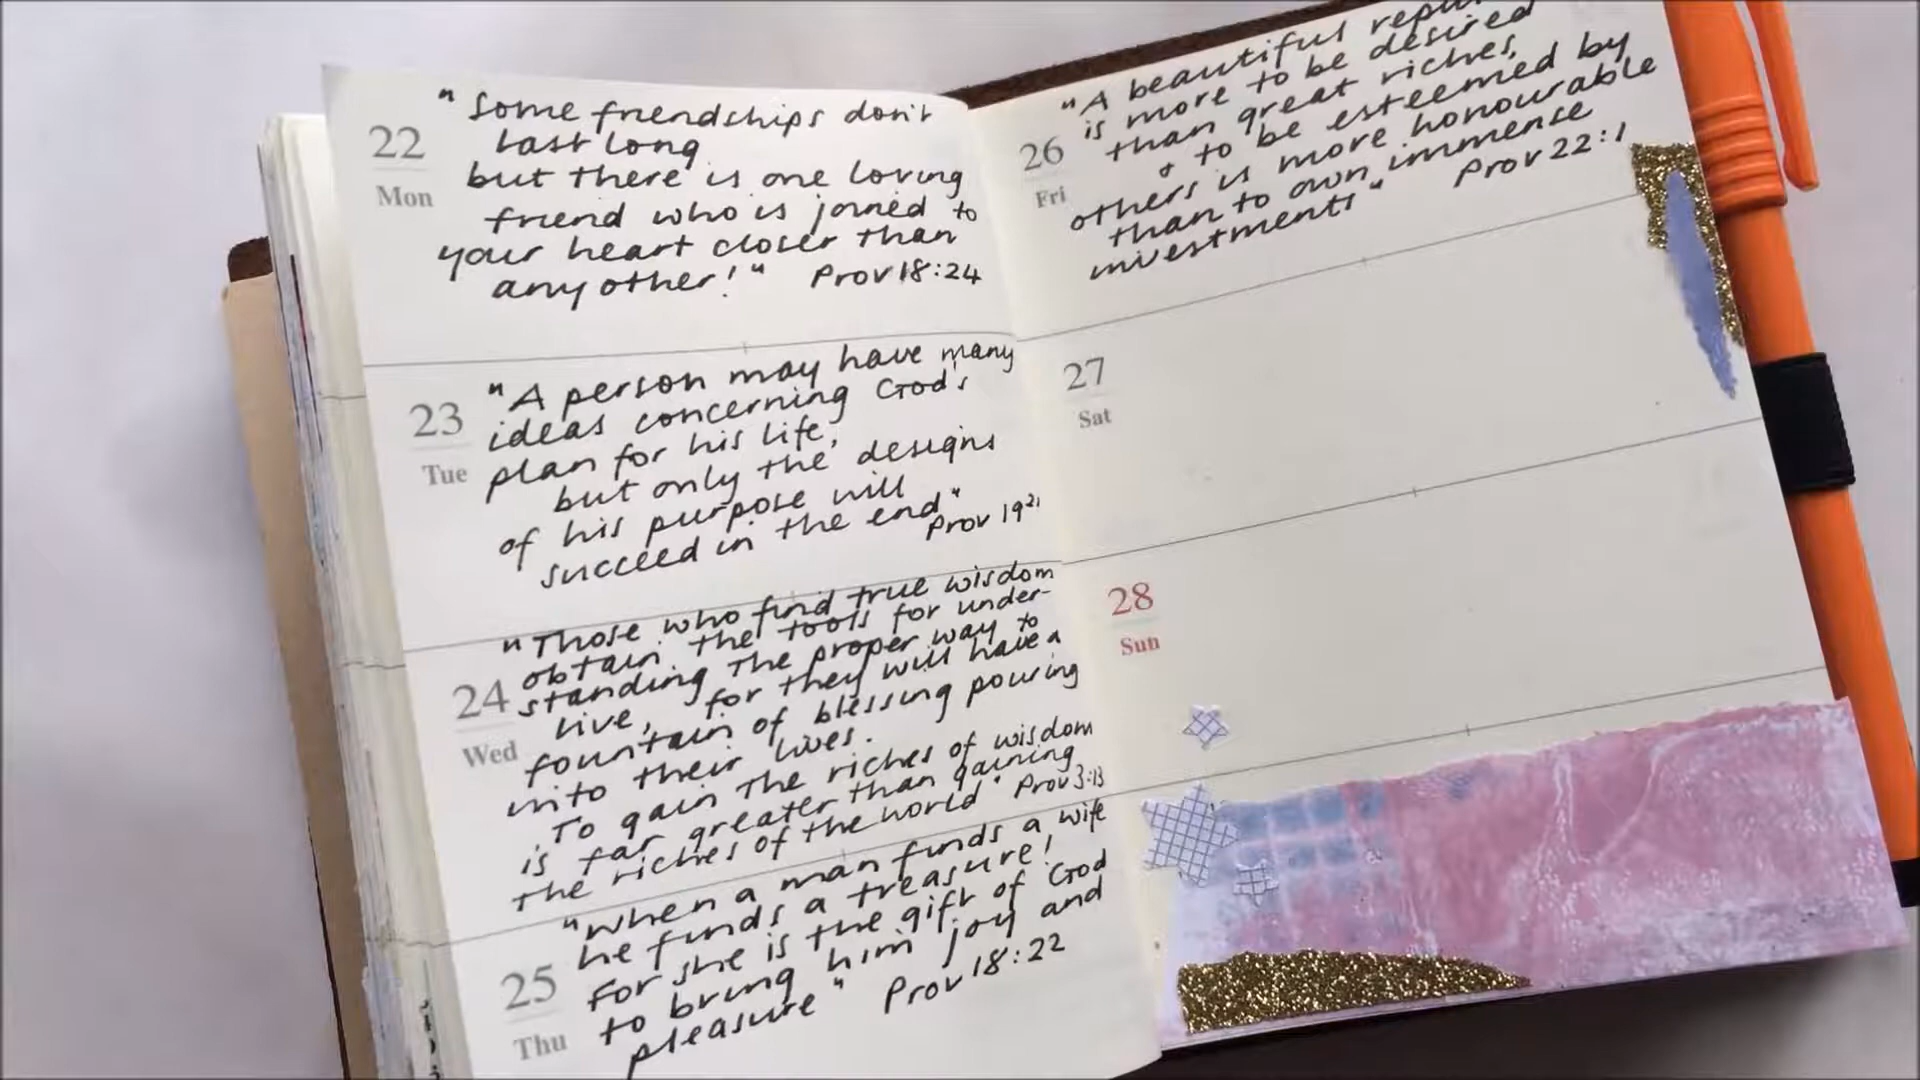 22
Mon
"Some friendships don't
last long
but there is one loving
friend who is joined to
your heart closer than
any other!" Prov 18:24
23
Tue
"A person may have many
ideas concerning God's
plan for his life,
but only the designs
of his purpose will
succeed in the end"
Prov 19 21
24
Wed
"Those who find true wisdom
obtain the tools for under-
standing the proper way to
live, for they will have a
fountain of blessing pouring
into their lives.
To gain the riches of wisdom
is far greater than gaining
the riches of the world" Prov 3:13
25
Thu
"When a man finds a wife
he finds a treasure!
For she is the gift of God
to bring him joy and
pleasure" Prov 18:22
26
Fri
"A beautiful
is more to be desired
than great riches,
+ to be esteemed by
others is more honourable
than to own immense
investments" Prov 22:1
27
Sat
28
Sun